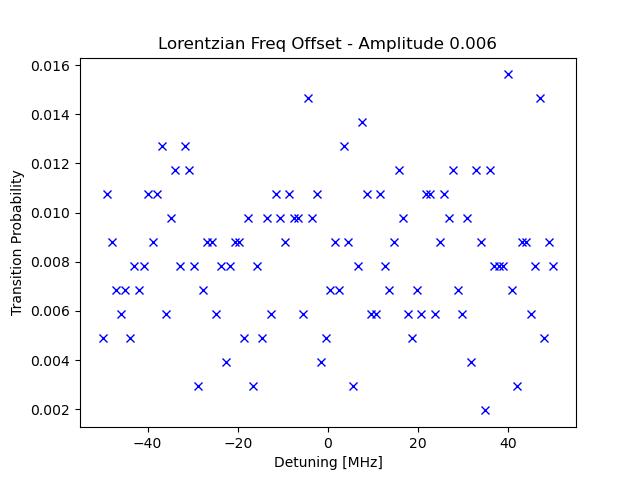 Lorentzian Freq Offset - Amplitude 0.006
Transition Probability
0.016
0.014
0.012
0.010
0.008
0.006
0.004
0.002
−40 −20 0 20 40
Detuning [MHz]